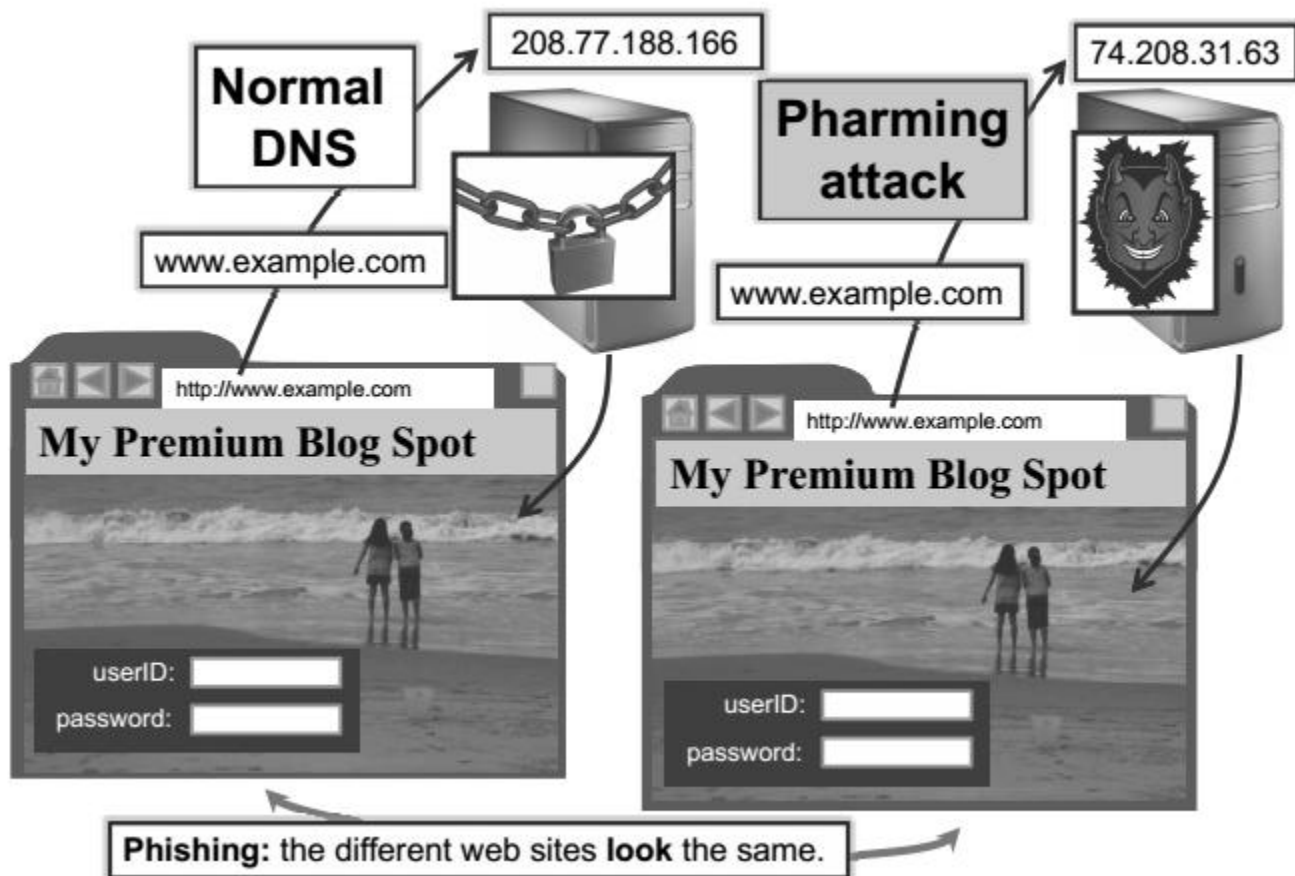 Normal
DNS
208.77.188.166
www.example.com
http://www.example.com
My Premium Blog Spot
userID:
password:
Pharming
attack
74.208.31.63
www.example.com
http://www.example.com
My Premium Blog Spot
userID:
password:
Phishing: the different web sites look the same.